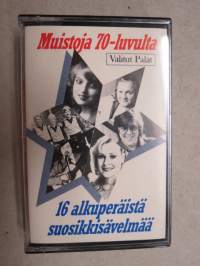 Muistoja 70-luvulta
Valitut Palat
16 alkuperäistä
suosikkisävelmää